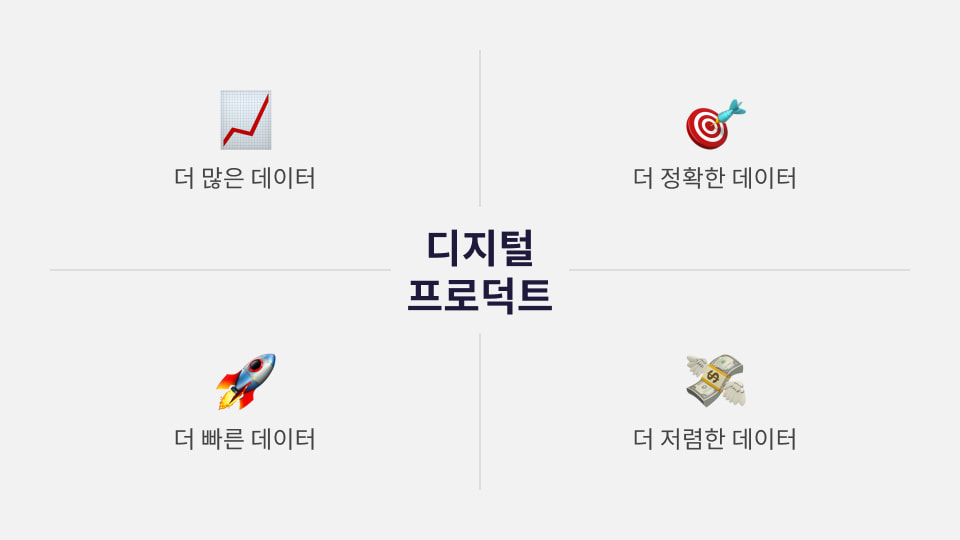 더 많은 데이터
더 정확한 데이터
디지털
프로덕트
더 빠른 데이터
더 저렴한 데이터